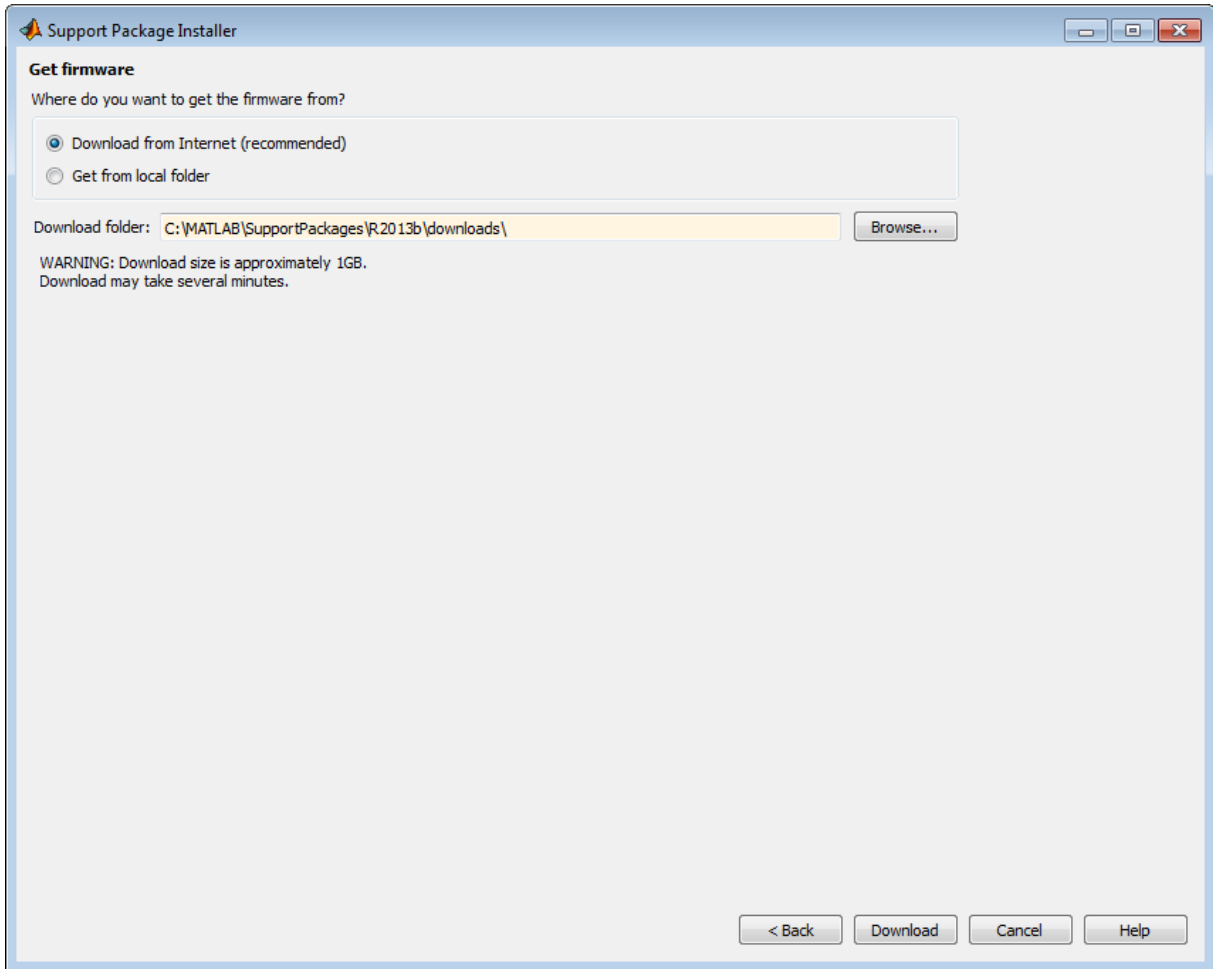 Support Package Installer
Get firmware
Where do you want to get the firmware from?
Download from Internet (recommended)
Get from local folder
Download folder: C:\MATLAB\SupportPackages\R2013b\downloads\ Browse...
WARNING: Download size is approximately 1GB.
Download may take several minutes.
< Back Download Cancel Help